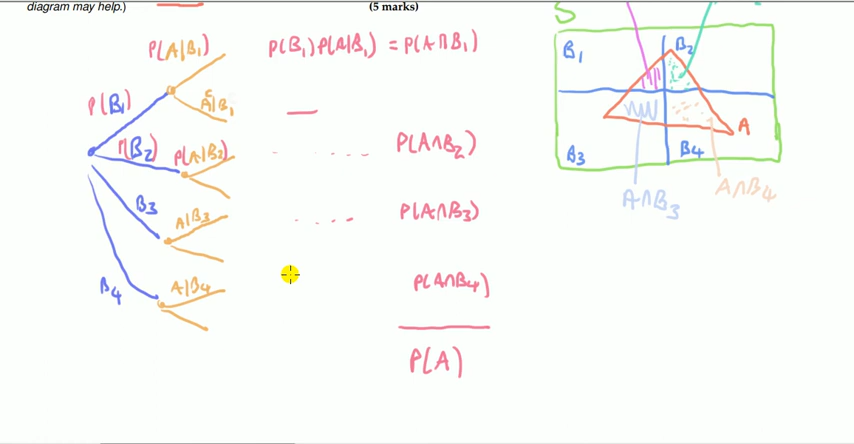 diagram may help.)
(5 marks)
S
P(A|B₁)
P(B₁)P(A|B₁) = P(A∩B₁)
B₁
B₂
P(B₁)
Aᶜ|B₁
A
P(B₂)
P(A|B₂)
P(A∩B₂)
B₃
B₄
A∩B₃
A∩B₄
B₃
A|B₃
P(A∩B₃)
B₄
A|B₄
P(A∩B₄)
P(A)